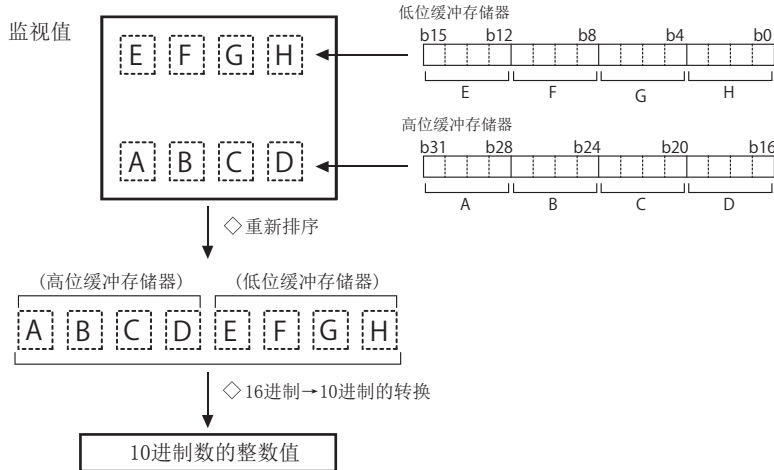 监视值
E F G H
A B C D
低位缓冲存储器
b15 b12 b8 b4 b0
E F G H
高位缓冲存储器
b31 b28 b24 b20 b16
A B C D
◇重新排序
(高位缓冲存储器) (低位缓冲存储器)
A B C D E F G H
◇16进制→10进制的转换
10进制数的整数值